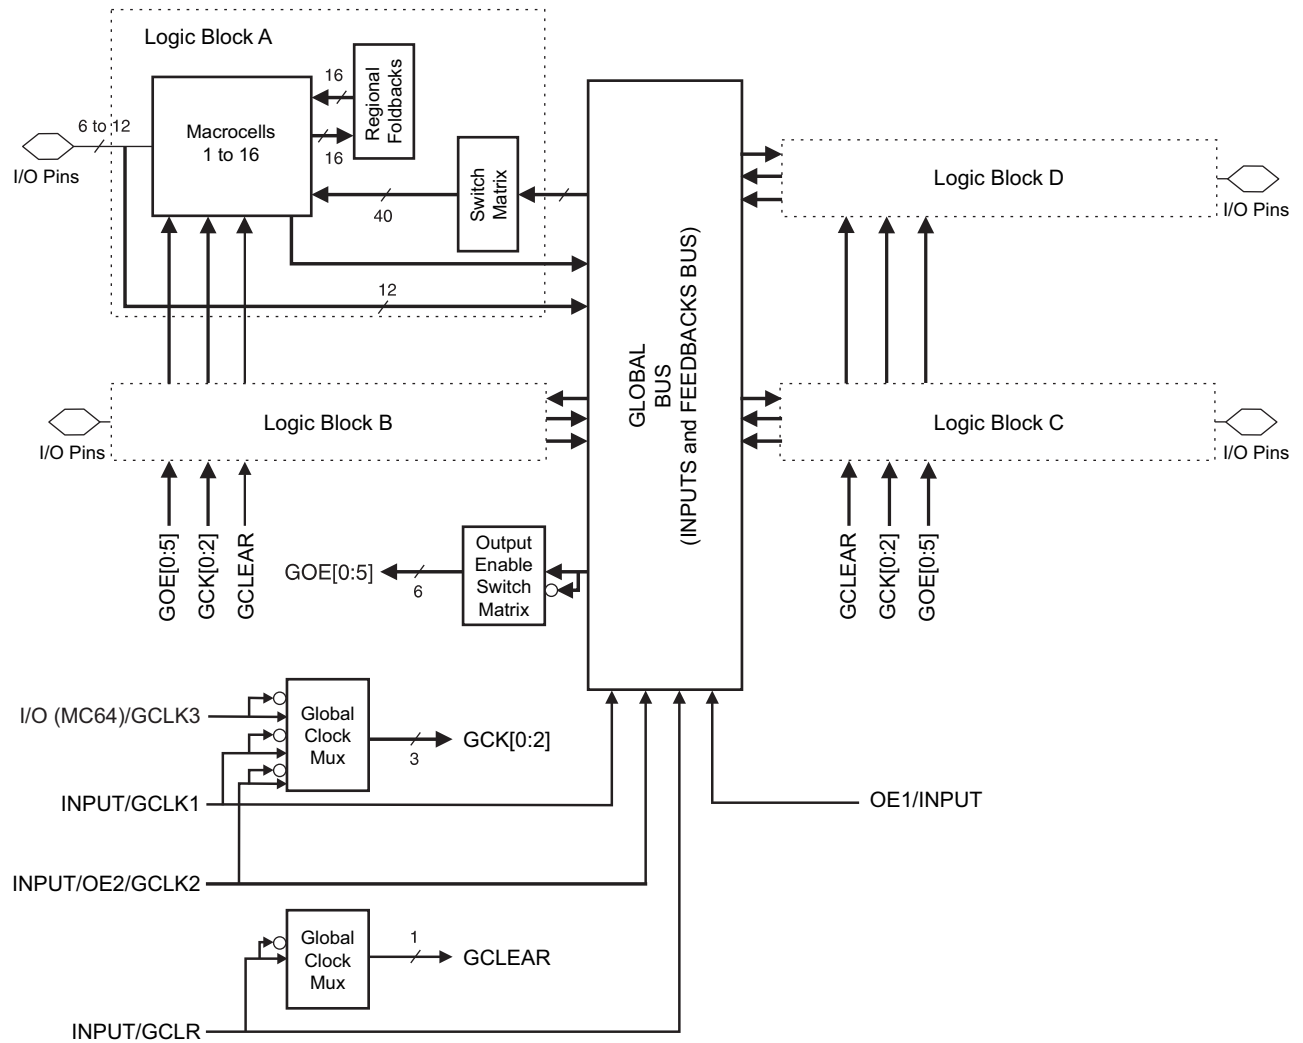 Logic Block A
16
Regional
Foldbacks
Macrocells
1 to 16
16
6 to 12
I/O Pins
Switch
Matrix
40
12
Logic Block D
I/O Pins
GLOBAL
BUS
(INPUTS and FEEDBACKS BUS)
Logic Block B
I/O Pins
Logic Block C
I/O Pins
GOE[0:5]
GCK[0:2]
GCLEAR
GOE[0:5]
6
Output
Enable
Switch
Matrix
GCLEAR
GCK[0:2]
GOE[0:5]
I/O (MC64)/GCLK3
Global
Clock
Mux
3
GCK[0:2]
INPUT/GCLK1
OE1/INPUT
INPUT/OE2/GCLK2
Global
Clock
Mux
1
GCLEAR
INPUT/GCLR